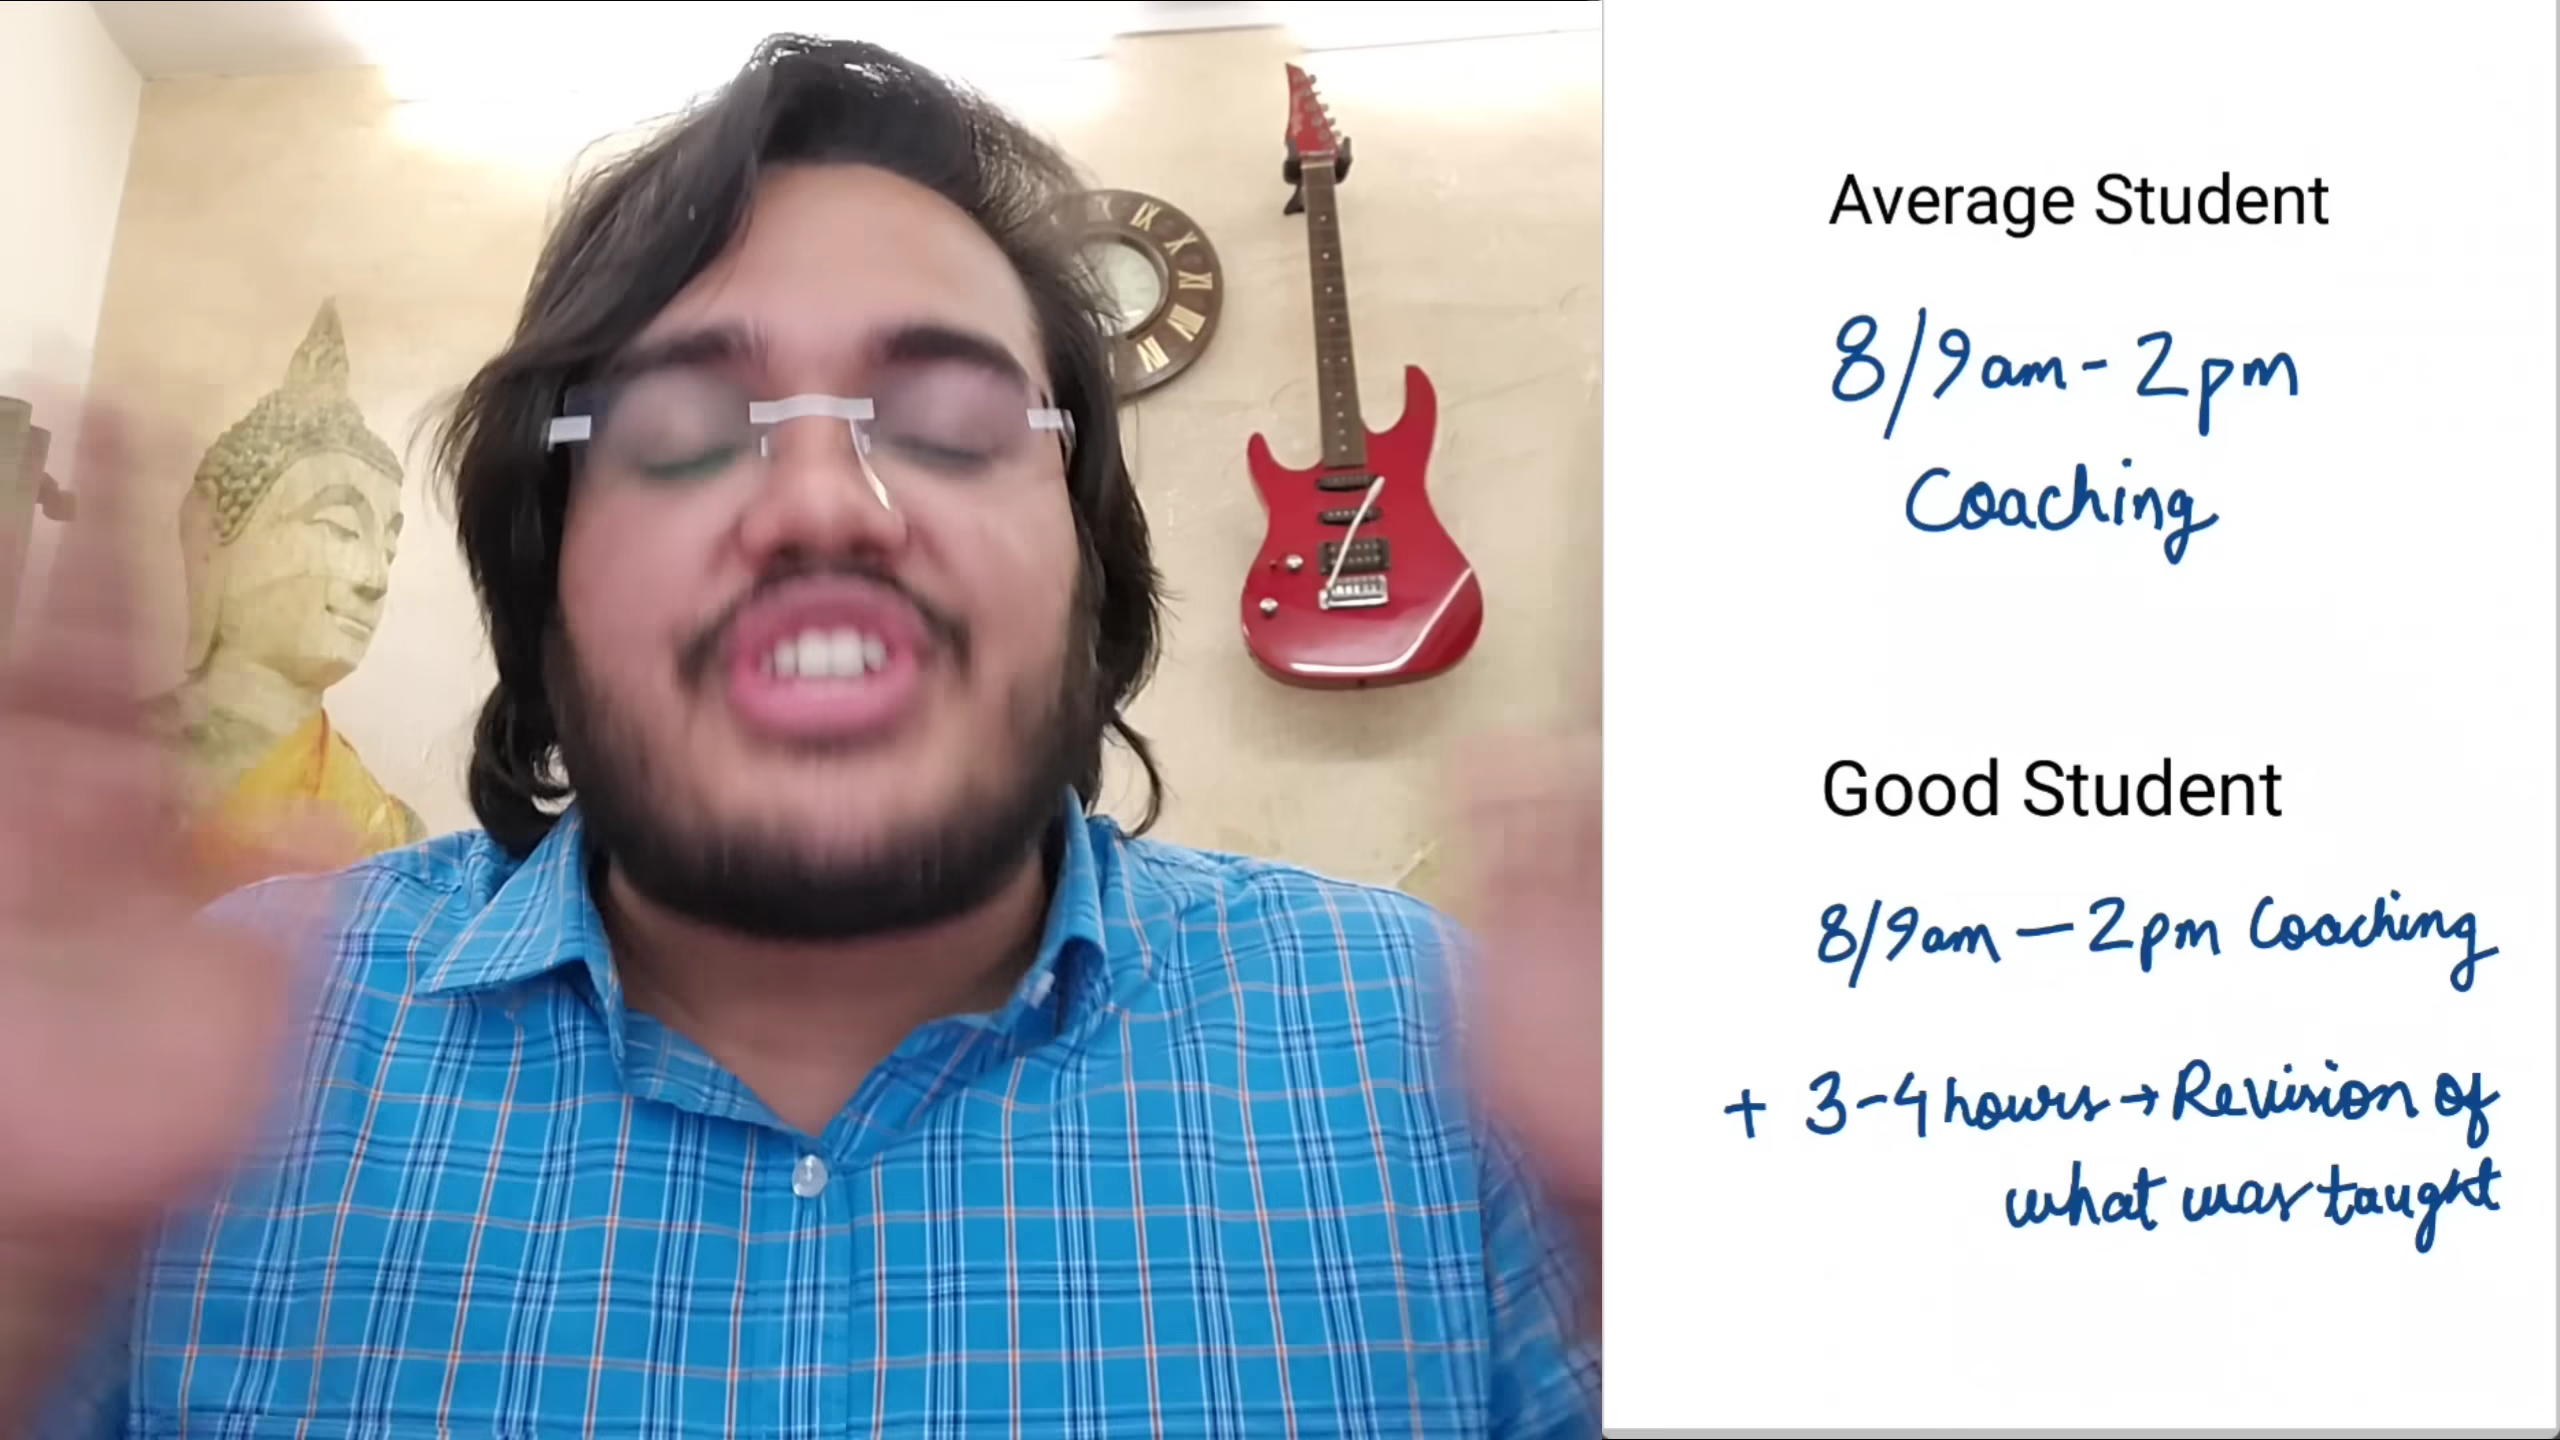 Average Student
8/9am - 2pm
Coaching
Good Student
8/9am — 2pm Coaching
+ 3-4 hours → Revision of
what was taught